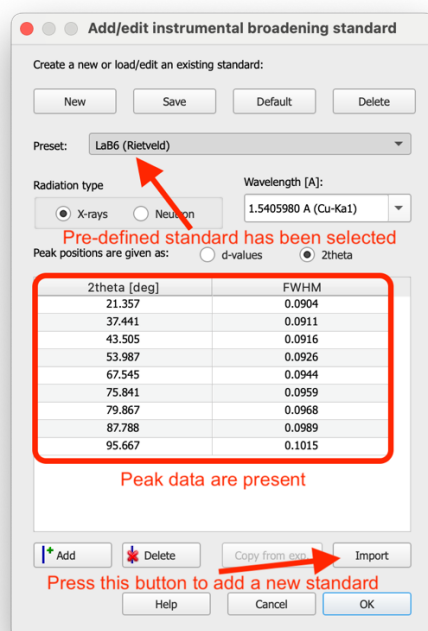 Add/edit instrumental broadening standard
Create a new or load/edit an existing standard:
New Save Default Delete
Preset: LaB6 (Rietveld)
Radiation type Wavelength [A]:
X-rays Neutron 1.5405980 A (Cu-Ka1)
Pre-defined standard has been selected
Peak positions are given as: d-values 2theta
2theta [deg] FWHM
21.357 0.0904
37.441 0.0911
43.505 0.0916
53.987 0.0926
67.545 0.0944
75.841 0.0959
79.867 0.0968
87.788 0.0989
95.667 0.1015
Peak data are present
Add Delete Copy from exp. Import
Press this button to add a new standard
Help Cancel OK